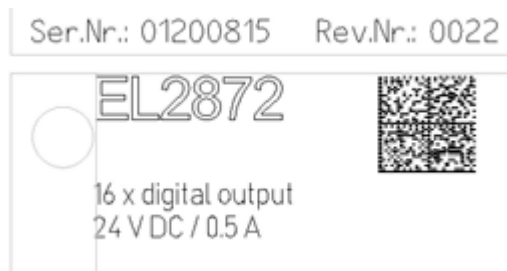 Ser.Nr.: 01200815 Rev.Nr.: 0022
EL2872
16 x digital output
24 V DC / 0.5 A